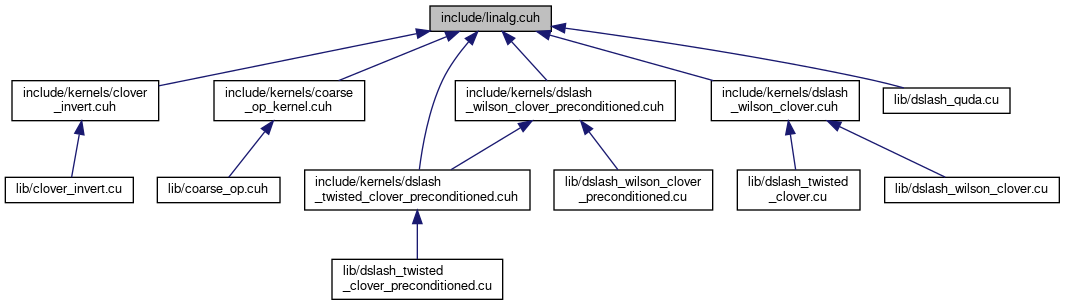 include/linalg.cuh
include/kernels/clover
_invert.cuh
include/kernels/coarse
_op_kernel.cuh
include/kernels/dslash
_wilson_clover_preconditioned.cuh
include/kernels/dslash
_wilson_clover.cuh
lib/dslash_quda.cu
lib/clover_invert.cu
lib/coarse_op.cuh
include/kernels/dslash
_twisted_clover_preconditioned.cuh
lib/dslash_wilson_clover
_preconditioned.cu
lib/dslash_twisted
_clover.cu
lib/dslash_wilson_clover.cu
lib/dslash_twisted
_clover_preconditioned.cu